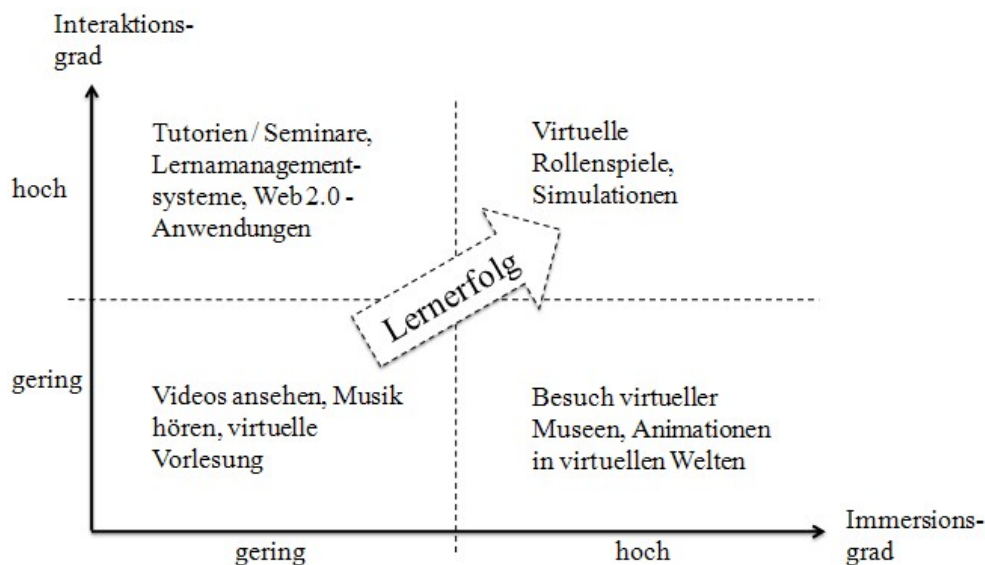 Interaktions-
grad
hoch
Tutorien / Seminare,
Lernamanagement-
systeme, Web 2.0 -
Anwendungen
Virtuelle
Rollenspiele,
Simulationen
Lernerfolg
gering
Videos ansehen, Musik
hören, virtuelle
Vorlesung
Besuch virtueller
Museen, Animationen
in virtuellen Welten
gering
hoch
Immersions-
grad